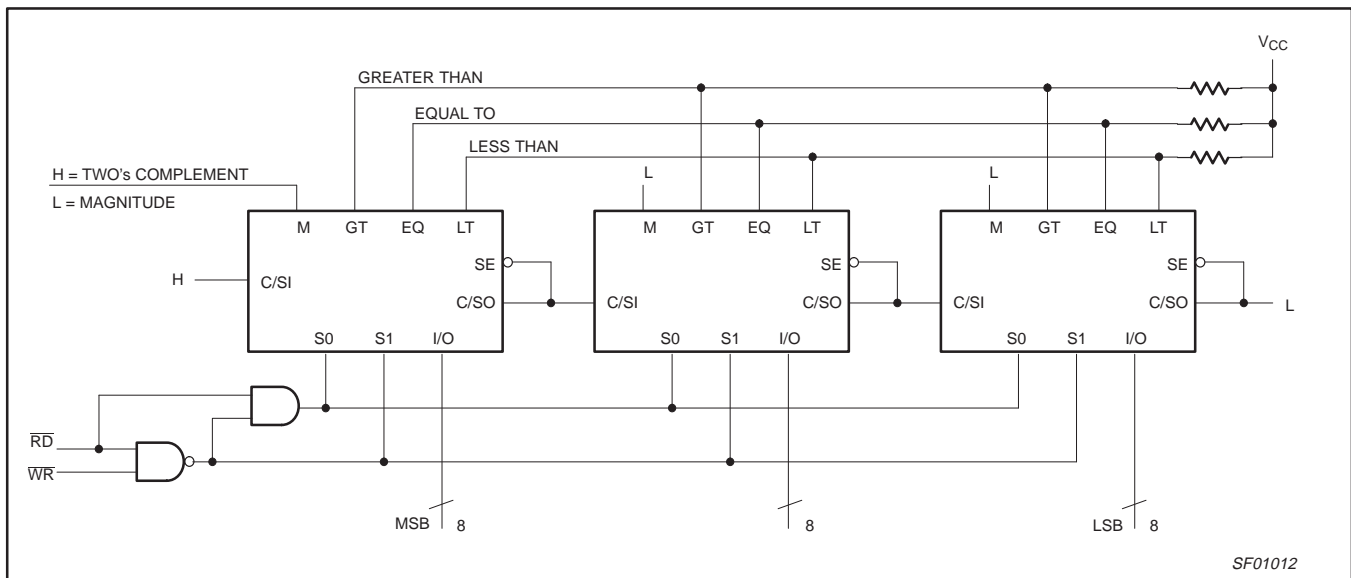 VCC
GREATER THAN
EQUAL TO
LESS THAN
H = TWO's COMPLEMENT
L = MAGNITUDE
L
L
M GT EQ LT
M GT EQ LT
M GT EQ LT
SE
SE
SE
H
C/SI
C/SO
C/SI
C/SO
C/SI
C/SO
L
S0 S1 I/O
S0 S1 I/O
S0 S1 I/O
RD
WR
MSB 8
8
LSB 8
SF01012